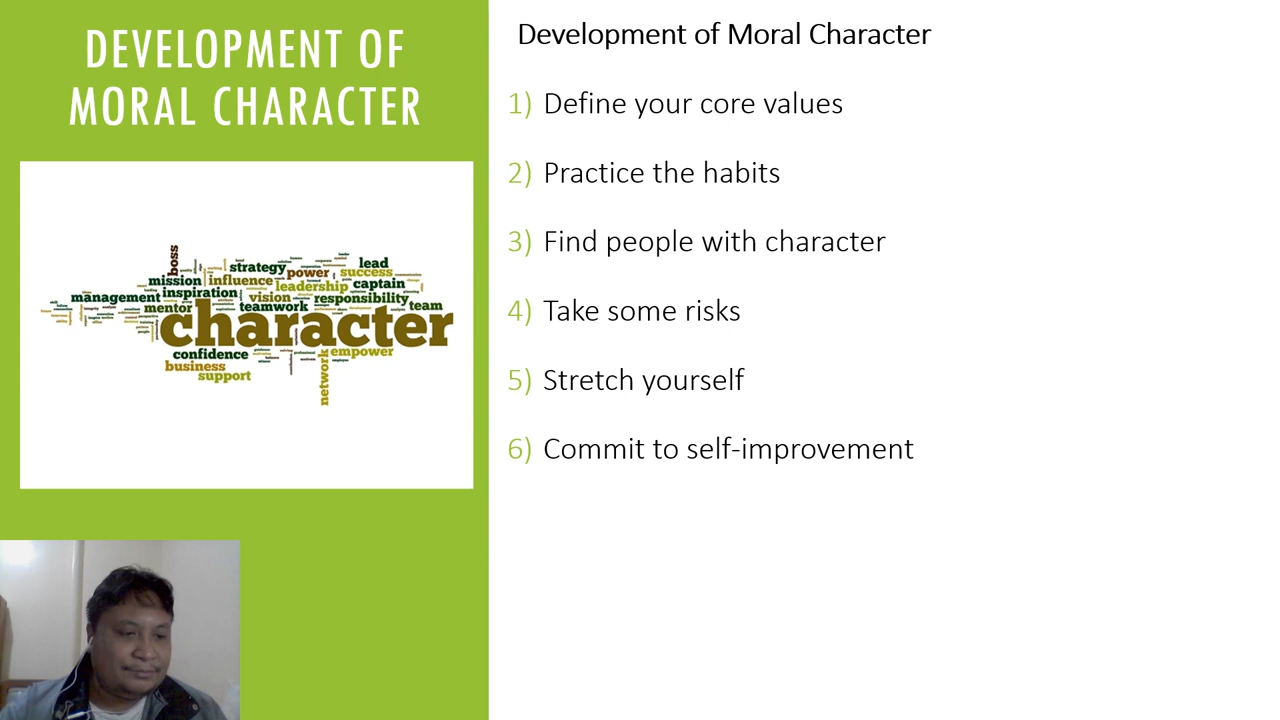 DEVELOPMENT OF
MORAL CHARACTER
boss
lead
strategy
power
success
mission
influence
leadership
captain
management
inspiration
vision
responsibility
mentor
teamwork
team
character
confidence
empower
business
support
network
Development of Moral Character
1) Define your core values
2) Practice the habits
3) Find people with character
4) Take some risks
5) Stretch yourself
6) Commit to self-improvement